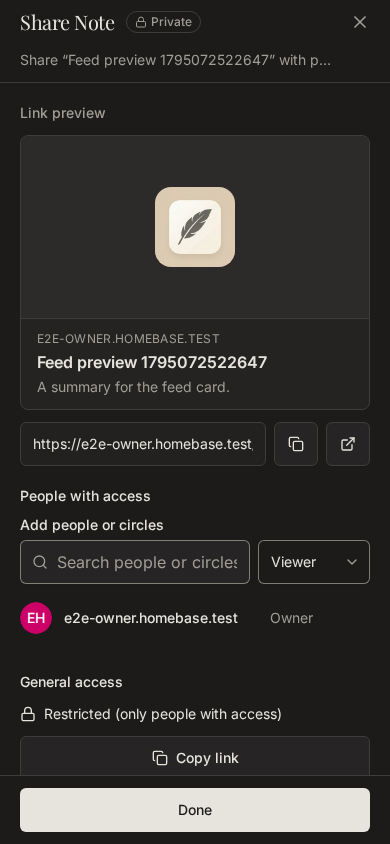 Share Note
Private
Share “Feed preview 1795072522647” with p...
Link preview
E2E-OWNER.HOMEBASE.TEST
Feed preview 1795072522647
A summary for the feed card.
https://e2e-owner.homebase.test
People with access
Add people or circles
Search people or circles
Viewer
EH
e2e-owner.homebase.test
Owner
General access
Restricted (only people with access)
Copy link
Done